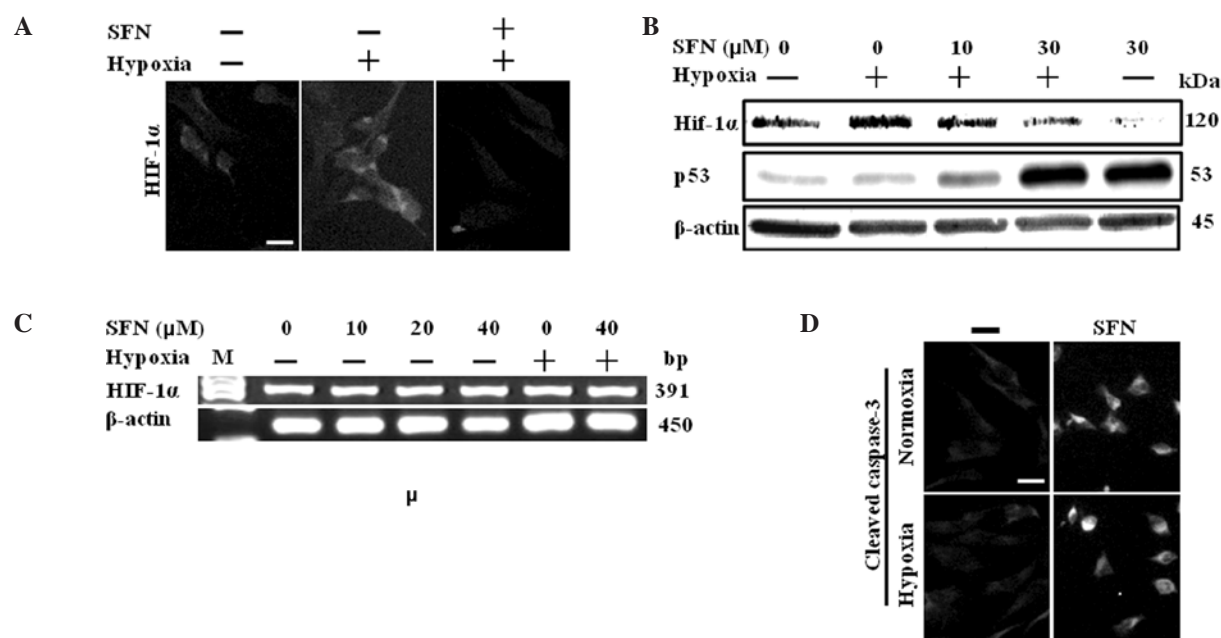 A
SFN − − +
Hypoxia − + +
HIF-1α
B
SFN (μM) 0 0 10 30 30
Hypoxia − + + + − kDa
Hif-1α 120
p53 53
β-actin 45
C
SFN (μM) 0 10 20 40 0 40
Hypoxia M − − − − + + bp
HIF-1α 391
β-actin 450
μ
D
− SFN
Cleaved caspase-3
Normoxia
Hypoxia